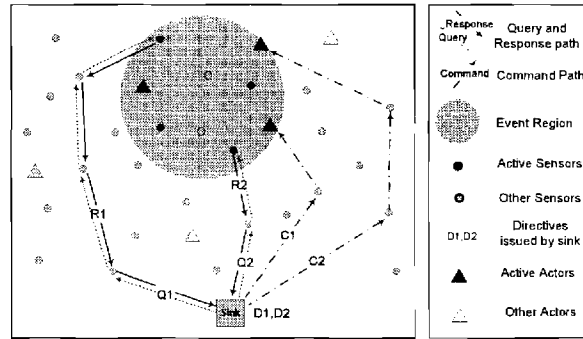 R1
R2
Q1
Q2
C1
C2
Sink
D1,D2
Response
Query
Query and
Response path
Command
Command Path
Event Region
Active Sensors
Other Sensors
D1,D2
Directives
issued by sink
Active Actors
Other Actors